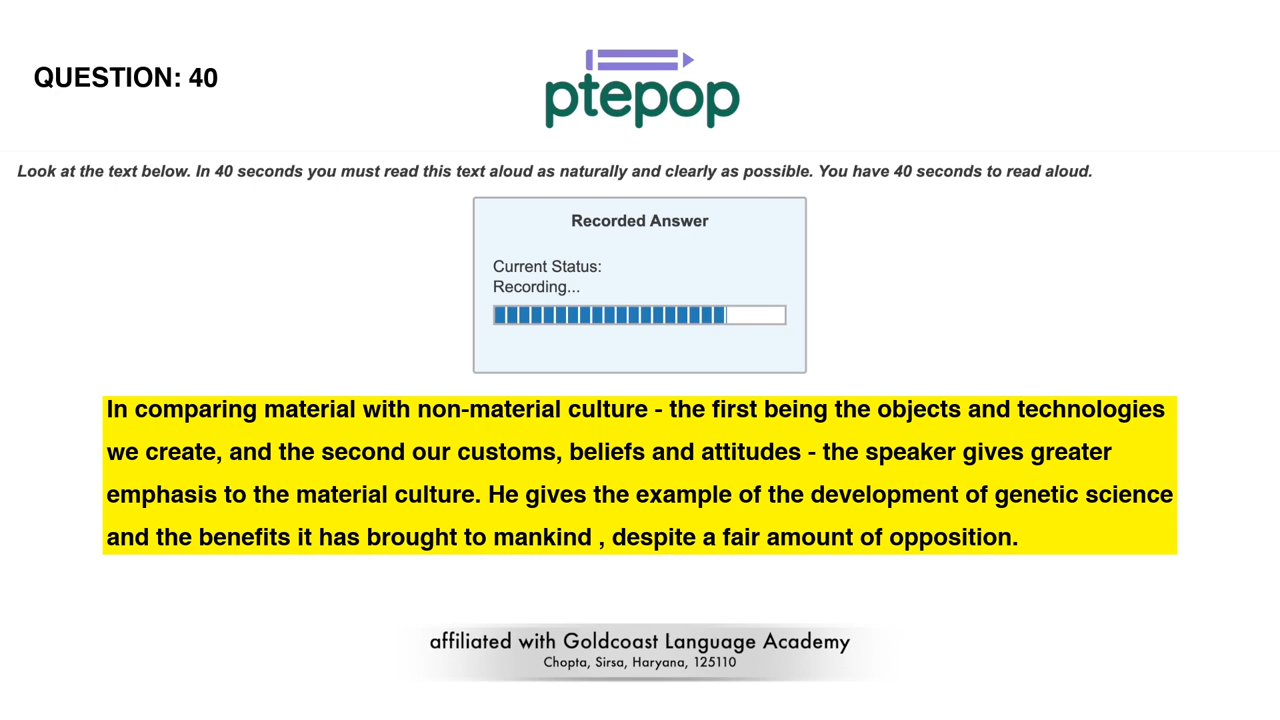 QUESTION: 40
ptepop
Look at the text below. In 40 seconds you must read this text aloud as naturally and clearly as possible. You have 40 seconds to read aloud.
Recorded Answer
Current Status:
Recording...
In comparing material with non-material culture - the first being the objects and technologies
we create, and the second our customs, beliefs and attitudes - the speaker gives greater
emphasis to the material culture. He gives the example of the development of genetic science
and the benefits it has brought to mankind , despite a fair amount of opposition.
affiliated with Goldcoast Language Academy
Chopta, Sirsa, Haryana, 125110